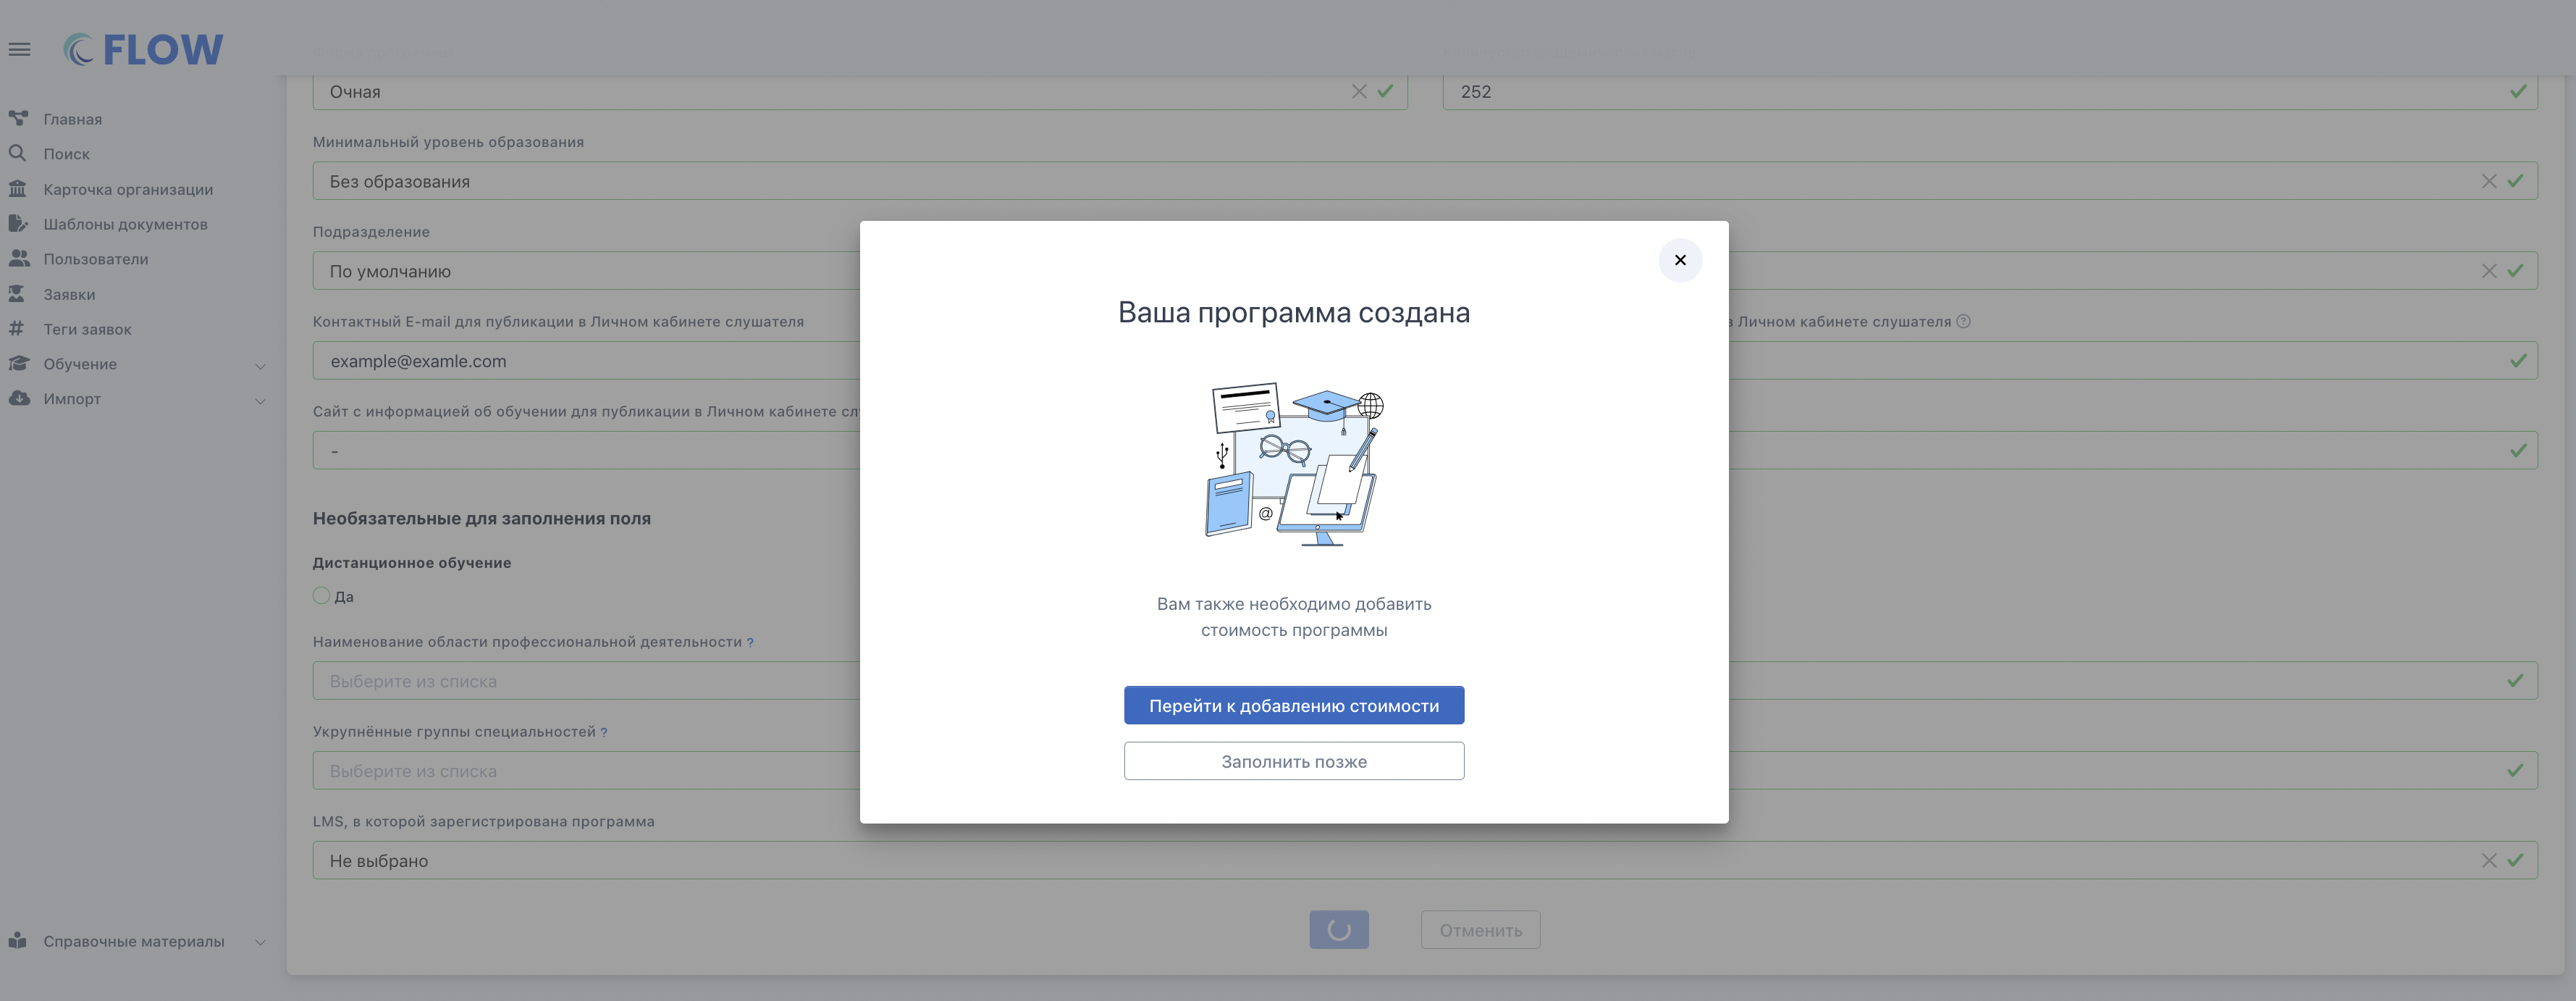 FLOW
Главная
Поиск
Карточка организации
Шаблоны документов
Пользователи
Заявки
Теги заявок
Обучение
Импорт
Справочные материалы
Очная
252
Минимальный уровень образования
Без образования
Подразделение
По умолчанию
Контактный E-mail для публикации в Личном кабинете слушателя
в Личном кабинете слушателя ?
example@examle.com
Сайт с информацией об обучении для публикации в Личном кабинете
-
Необязательные для заполнения поля
Дистанционное обучение
Да
Наименование области профессиональной деятельности ?
Выберите из списка
Укрупнённые группы специальностей ?
Выберите из списка
LMS, в которой зарегистрирована программа
Не выбрано
Отменить
Ваша программа создана
@
Вам также необходимо добавить
стоимость программы
Перейти к добавлению стоимости
Заполнить позже